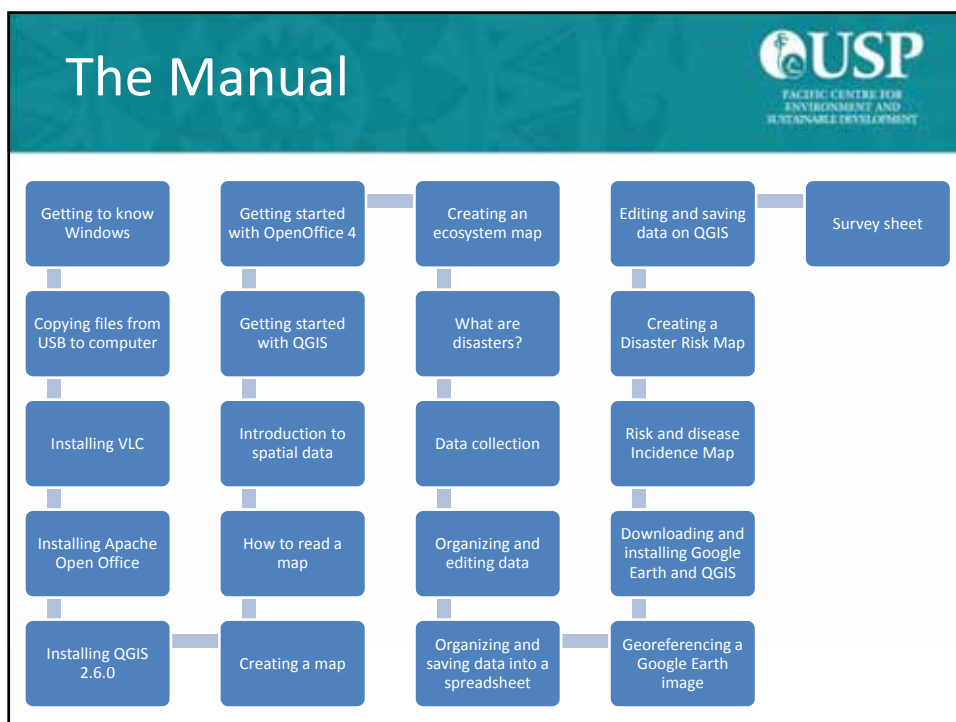 The Manual
USP
PACIFIC CENTRE FOR
ENVIRONMENT AND
SUSTAINABLE DEVELOPMENT
Getting to know
Windows
Copying files from
USB to computer
Installing VLC
Installing Apache
Open Office
Installing QGIS
2.6.0
Creating a map
How to read a
map
Introduction to
spatial data
Getting started
with QGIS
Getting started
with OpenOffice 4
Creating an
ecosystem map
What are
disasters?
Data collection
Organizing and
editing data
Organizing and
saving data into a
spreadsheet
Georeferencing a
Google Earth
image
Downloading and
installing Google
Earth and QGIS
Risk and disease
Incidence Map
Creating a
Disaster Risk Map
Editing and saving
data on QGIS
Survey sheet